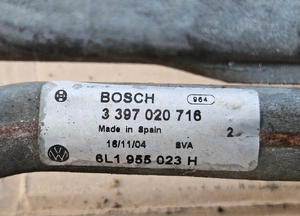 BOSCH 964
3 397 020 716
Made in Spain 2
16/11/04 SVA
6L1 955 023 H